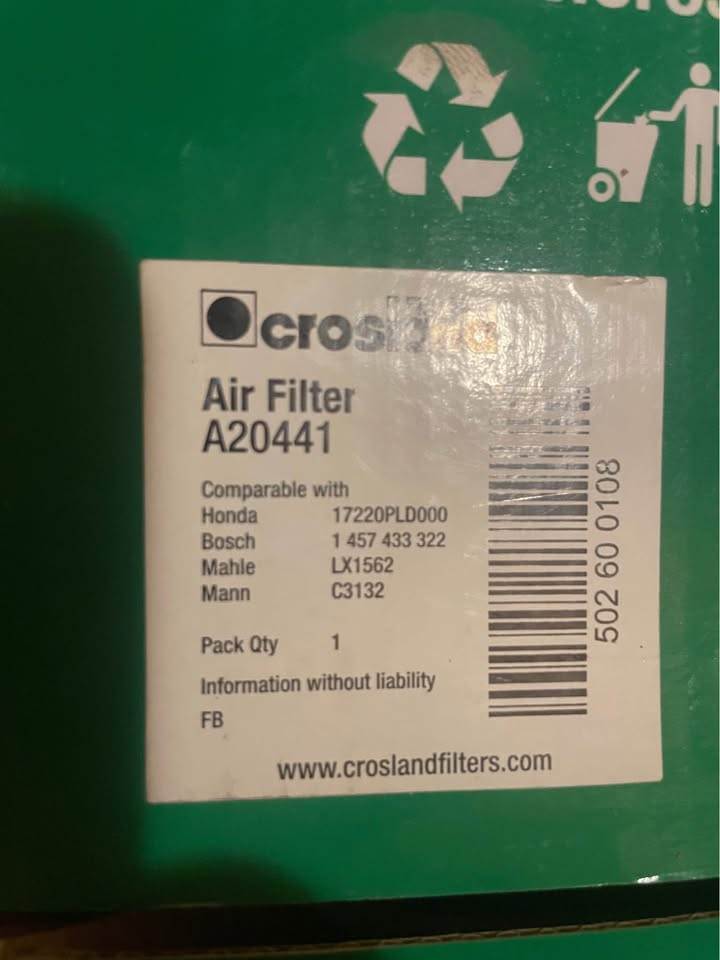 crosland
Air Filter
A20441
Comparable with
Honda 17220PLD000
Bosch 1 457 433 322
Mahle LX1562
Mann C3132
Pack Qty 1
Information without liability
FB
www.croslandfilters.com
502 60 0108